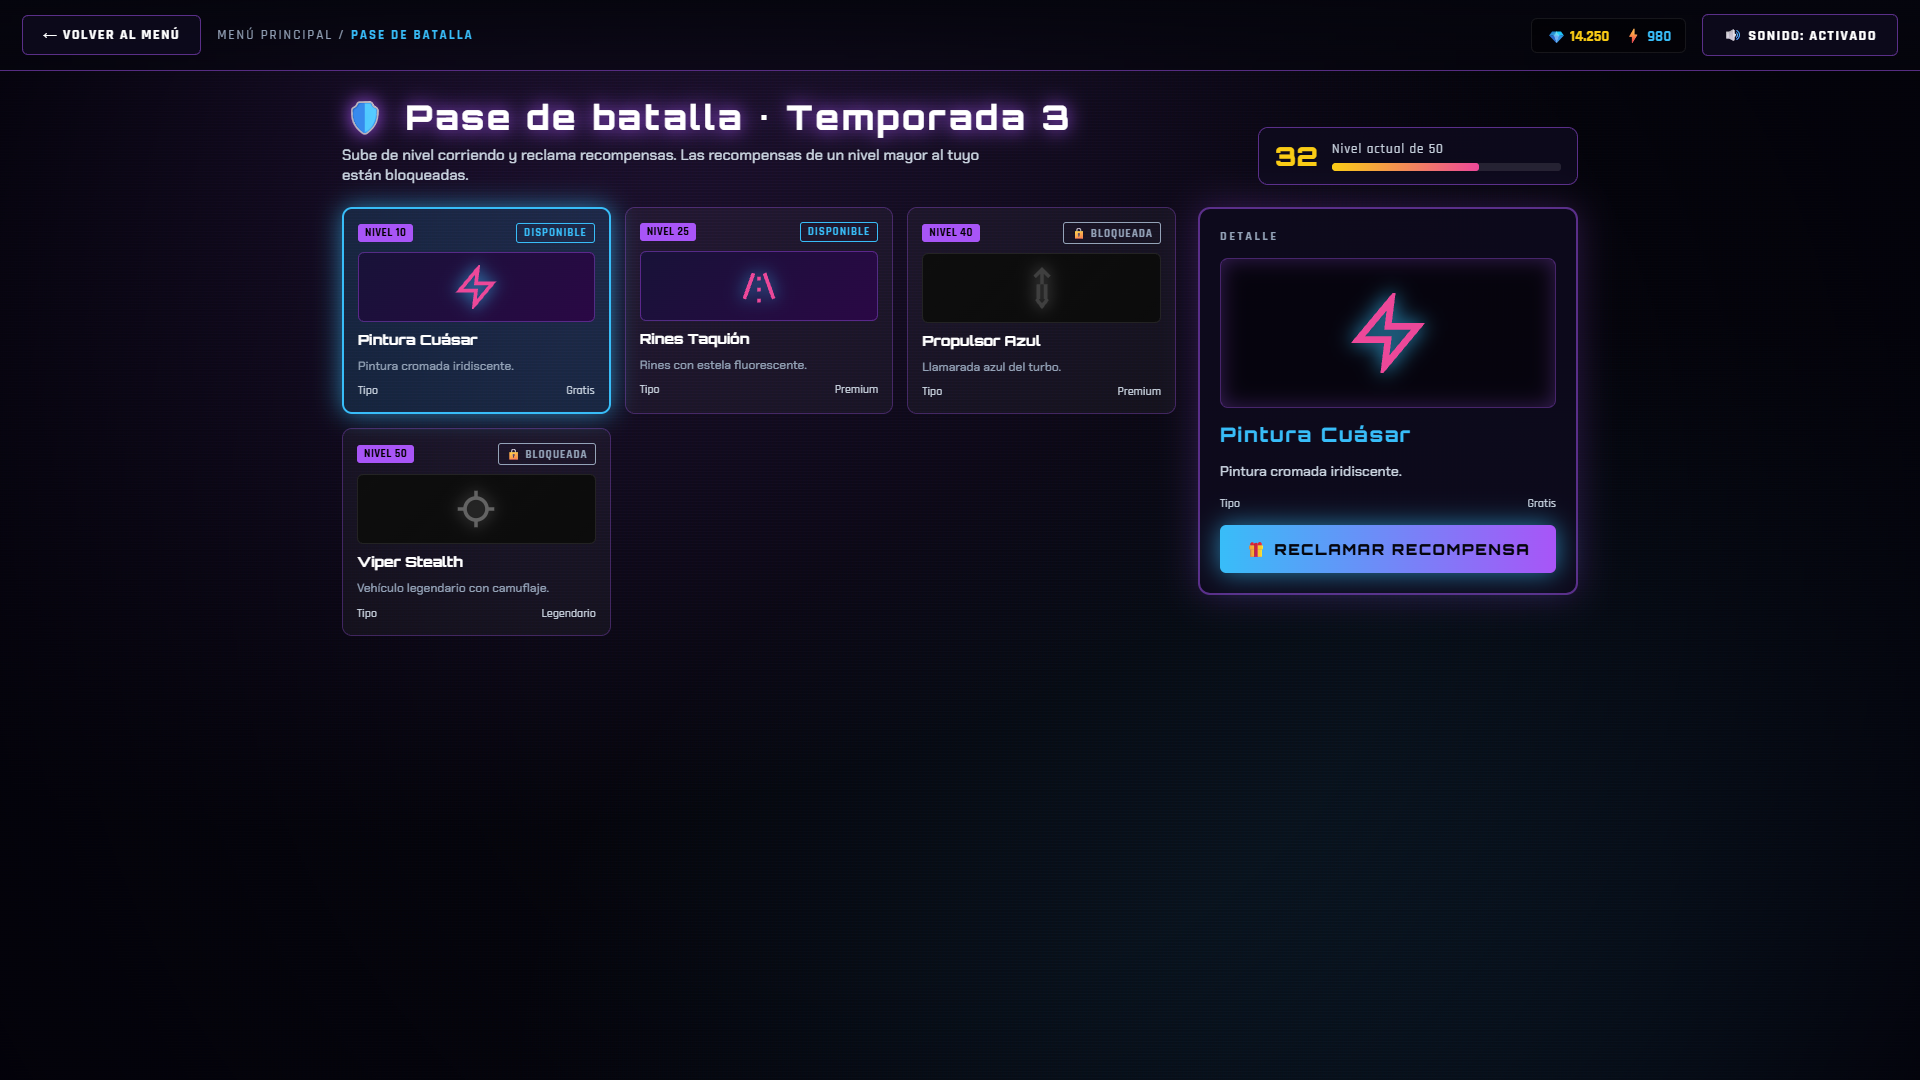 ← VOLVER AL MENÚ
MENÚ PRINCIPAL / PASE DE BATALLA
14.250
980
SONIDO: ACTIVADO
Pase de batalla · Temporada 3
Sube de nivel corriendo y reclama recompensas. Las recompensas de un nivel mayor al tuyo
están bloqueadas.
32
Nivel actual de 50
NIVEL 10
DISPONIBLE
Pintura Cuásar
Pintura cromada iridiscente.
Tipo Gratis
NIVEL 25
DISPONIBLE
Rines Taquión
Rines con estela fluorescente.
Tipo Premium
NIVEL 40
BLOQUEADA
Propulsor Azul
Llamarada azul del turbo.
Tipo Premium
NIVEL 50
BLOQUEADA
Viper Stealth
Vehículo legendario con camuflaje.
Tipo Legendario
DETALLE
Pintura Cuásar
Pintura cromada iridiscente.
Tipo Gratis
RECLAMAR RECOMPENSA